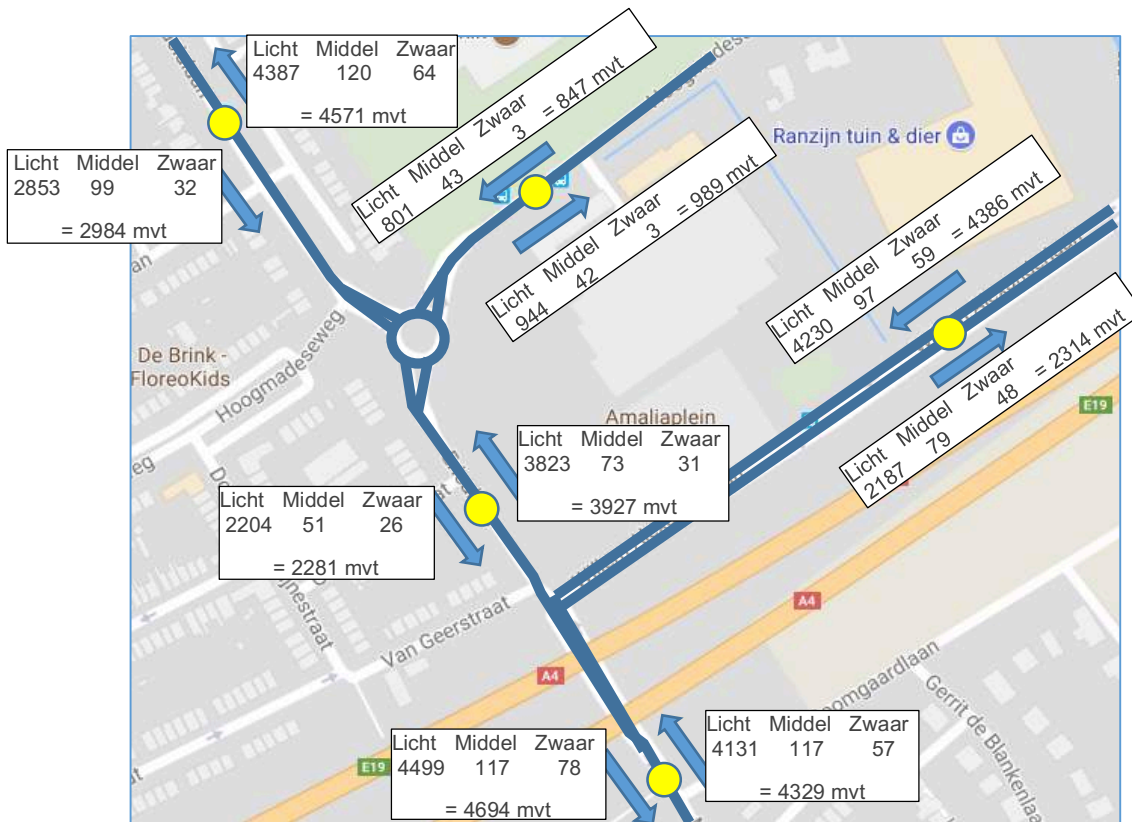 Licht Middel Zwaar
4387 120 64
= 4571 mvt
Licht Middel Zwaar
2853 99 32
= 2984 mvt
Licht Middel Zwaar
801 43 3 = 847 mvt
Licht Middel Zwaar
944 42 3 = 989 mvt
Ranzijn tuin & dier
Licht Middel Zwaar
4230 97 59 = 4386 mvt
Licht Middel Zwaar
2187 79 48 = 2314 mvt
De Brink -
FloreoKids
Hoogmadeseweg
Amaliaplein
E19
Licht Middel Zwaar
3823 73 31
= 3927 mvt
Licht Middel Zwaar
2204 51 26
= 2281 mvt
Van Geerstraat
A4
A4
Gerrit de Blankenlaa
Licht Middel Zwaar
4499 117 78
= 4694 mvt
Licht Middel Zwaar
4131 117 57
= 4329 mvt
E19